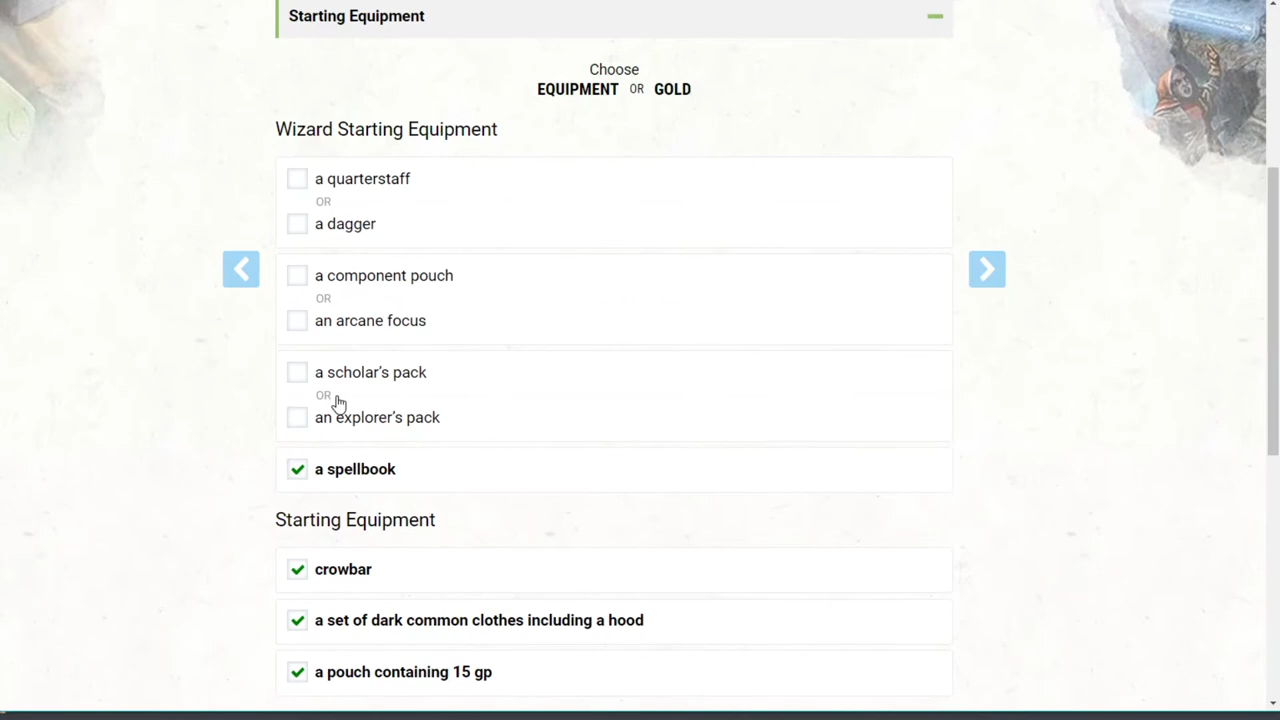 Starting Equipment
Choose
EQUIPMENT OR GOLD
Wizard Starting Equipment
a quarterstaff
OR
a dagger
a component pouch
OR
an arcane focus
a scholar’s pack
OR
an explorer’s pack
a spellbook
Starting Equipment
crowbar
a set of dark common clothes including a hood
a pouch containing 15 gp